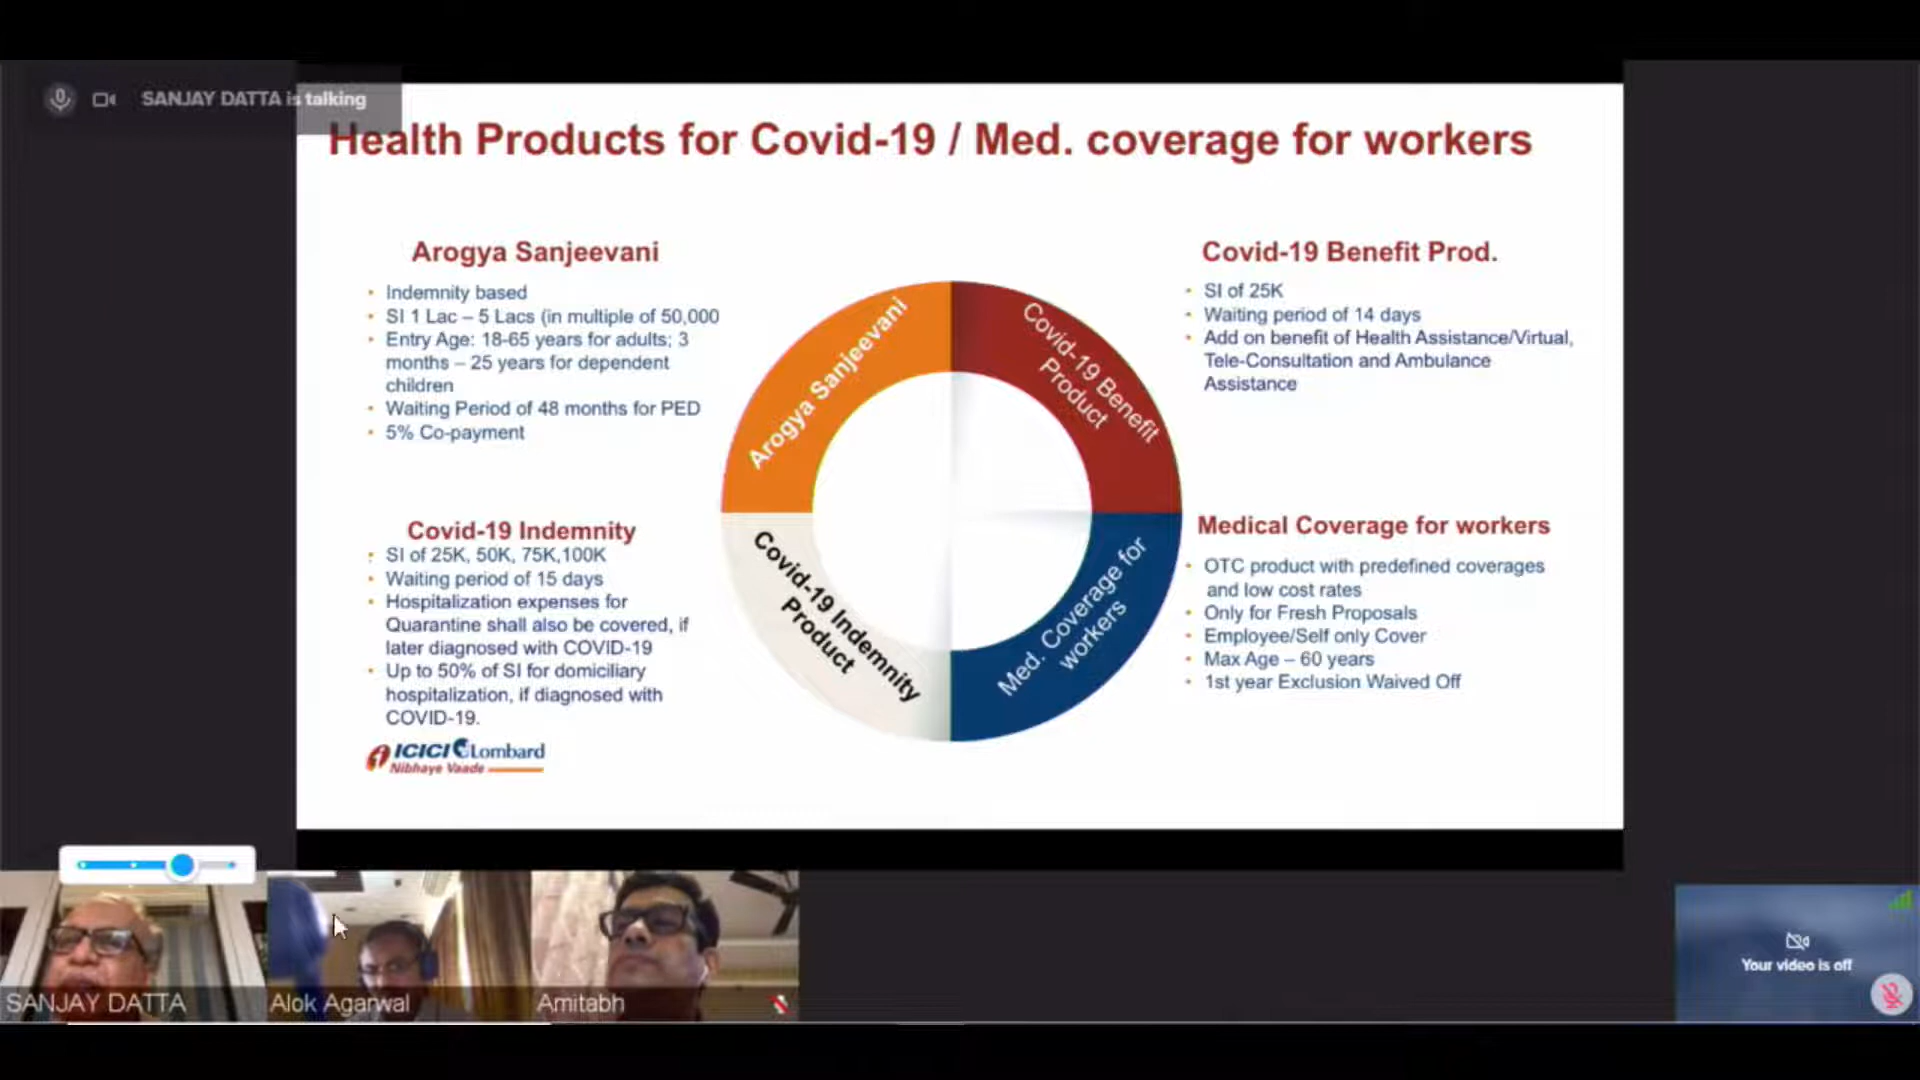 SANJAY DATTA is talking
Health Products for Covid-19 / Med. coverage for workers
Arogya Sanjeevani
• Indemnity based
• SI 1 Lac – 5 Lacs (in multiple of 50,000
• Entry Age: 18-65 years for adults; 3
months – 25 years for dependent
children
• Waiting Period of 48 months for PED
• 5% Co-payment
Covid-19 Benefit Prod.
• SI of 25K
• Waiting period of 14 days
• Add on benefit of Health Assistance/Virtual,
Tele-Consultation and Ambulance
Assistance
Arogya Sanjeevani
Covid-19 Benefit
Product
Covid-19 Indemnity
Product
Med. Coverage for
workers
Covid-19 Indemnity
• SI of 25K, 50K, 75K,100K
• Waiting period of 15 days
• Hospitalization expenses for
Quarantine shall also be covered, if
later diagnosed with COVID-19
• Up to 50% of SI for domiciliary
hospitalization, if diagnosed with
COVID-19.
Medical Coverage for workers
• OTC product with predefined coverages
and low cost rates
• Only for Fresh Proposals
• Employee/Self only Cover
• Max Age – 60 years
• 1st year Exclusion Waived Off
ICICI Lombard
Nibhaye Vaade
SANJAY DATTA
Alok Agarwal
Amitabh
Your video is off